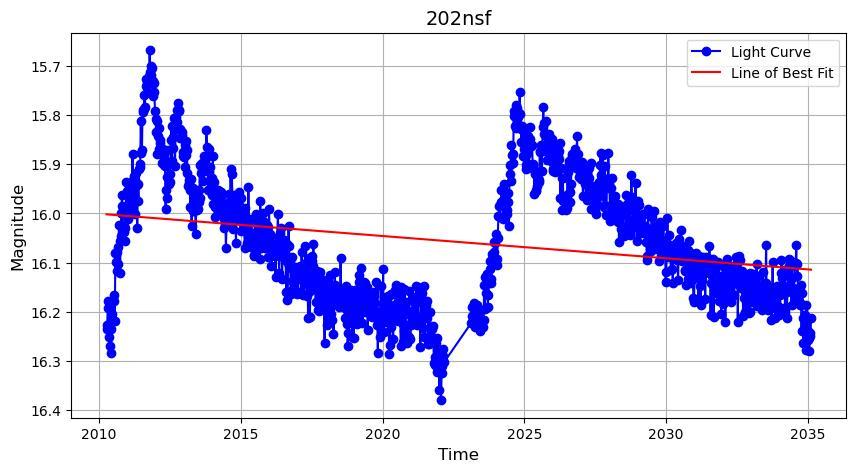 202nsf
Light Curve
Line of Best Fit
15.7
15.8
15.9
16.0
16.1
16.2
16.3
16.4
Magnitude
2010
2015
2020
2025
2030
2035
Time